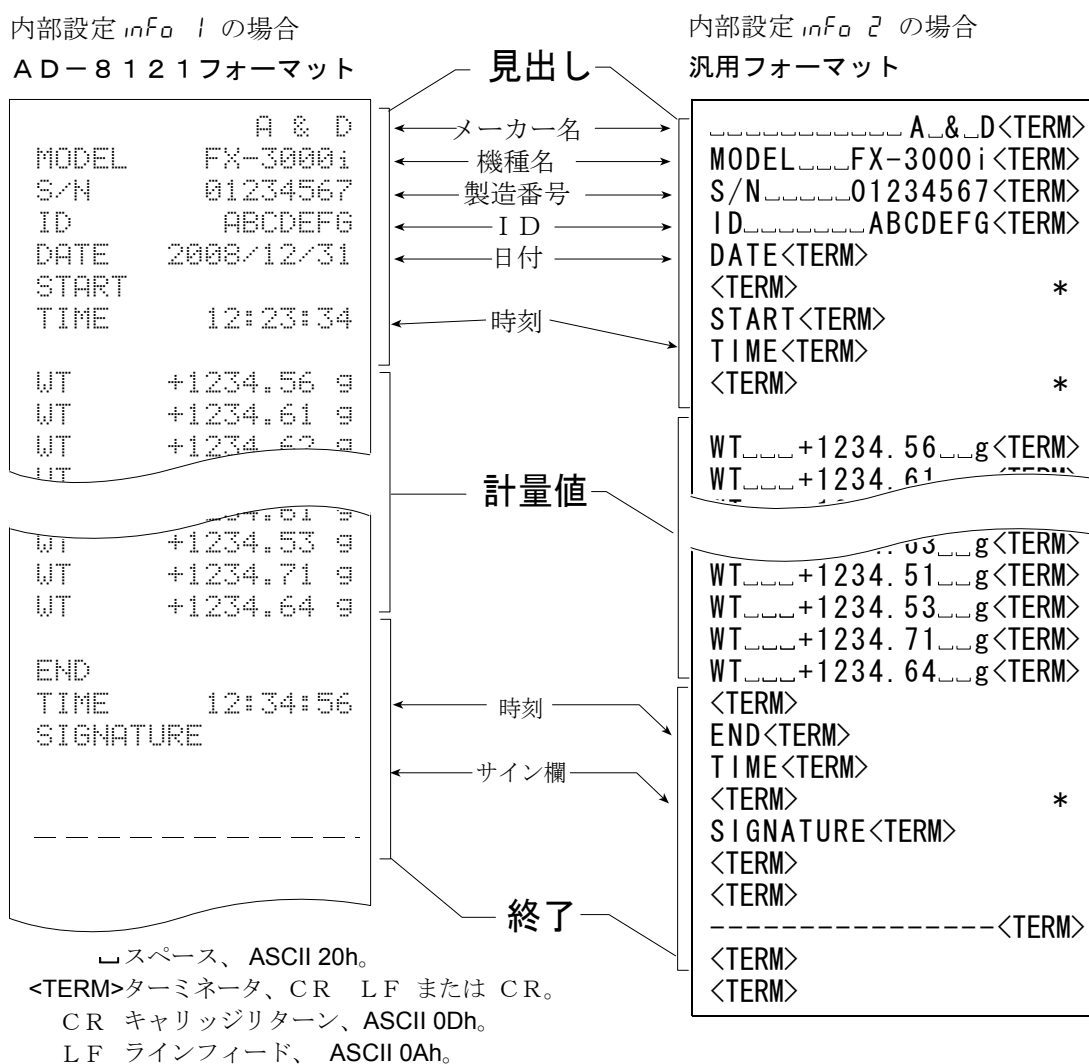 内部設定 info 1 の場合
AD-8121フォーマット
A & D
MODEL FX-3000i
S/N 01234567
ID ABCDEFG
DATE 2008/12/31
START
TIME 12:23:34
WT +1234.56 g
WT +1234.61 g
WT +1234.62 g
WT
WT +1234.53 g
WT +1234.71 g
WT +1234.64 g
END
TIME 12:34:56
SIGNATURE
見出し
メーカー名
機種名
製造番号
ID
日付
時刻
計量値
時刻
サイン欄
終了
内部設定 info 2 の場合
汎用フォーマット
␣␣␣␣␣␣␣␣␣␣␣ A␣&␣D<TERM>
MODEL␣␣␣FX-3000i<TERM>
S/N␣␣␣␣␣01234567<TERM>
ID␣␣␣␣␣␣␣ABCDEFG<TERM>
DATE<TERM>
<TERM> *
START<TERM>
TIME<TERM>
<TERM> *
WT␣␣␣+1234.56␣␣g<TERM>
WT␣␣␣+1234.61 <TERM>
␣␣g<TERM>
WT␣␣␣+1234.51␣␣g<TERM>
WT␣␣␣+1234.53␣␣g<TERM>
WT␣␣␣+1234.71␣␣g<TERM>
WT␣␣␣+1234.64␣␣g<TERM>
<TERM>
END<TERM>
TIME<TERM>
<TERM> *
SIGNATURE<TERM>
<TERM>
<TERM>
----------------<TERM>
<TERM>
<TERM>
␣スペース、 ASCII 20h。
<TERM>ターミネータ、CR LF または CR。
CR キャリッジリターン、ASCII 0Dh。
LF ラインフィード、 ASCII 0Ah。